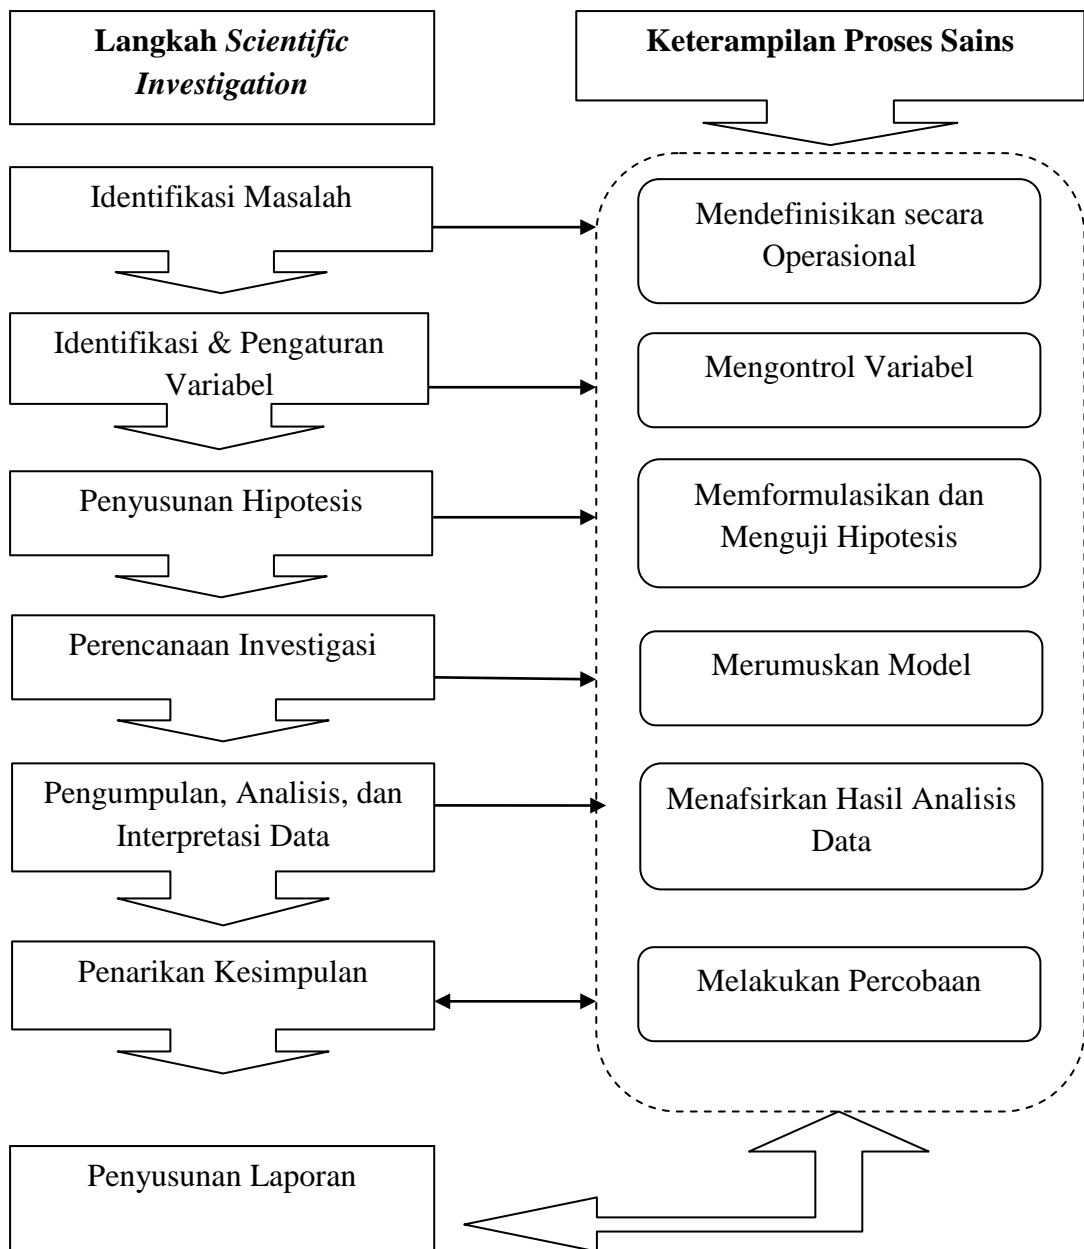 Langkah Scientific
Investigation
Keterampilan Proses Sains
Identifikasi Masalah
Mendefinisikan secara
Operasional
Identifikasi & Pengaturan
Variabel
Mengontrol Variabel
Penyusunan Hipotesis
Memformulasikan dan
Menguji Hipotesis
Perencanaan Investigasi
Merumuskan Model
Pengumpulan, Analisis, dan
Interpretasi Data
Menafsirkan Hasil Analisis
Data
Penarikan Kesimpulan
Melakukan Percobaan
Penyusunan Laporan